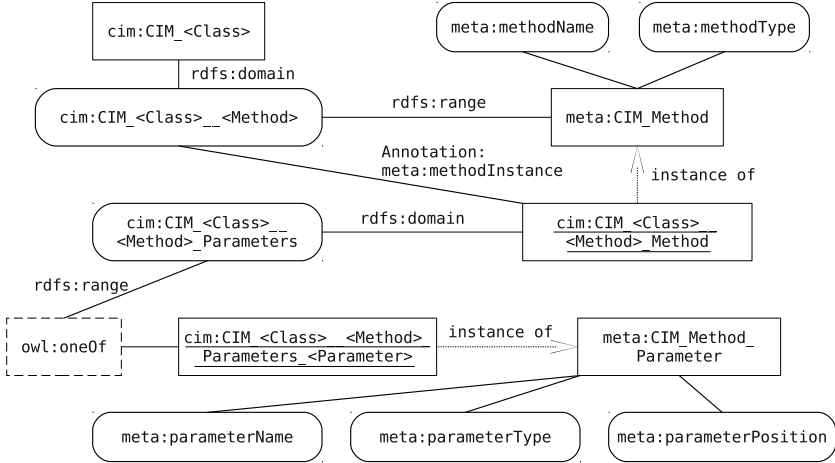 cim:CIM_<Class>
meta:methodName
meta:methodType
rdfs:domain
cim:CIM_<Class>__<Method>
rdfs:range
meta:CIM_Method
Annotation:
meta:methodInstance
instance of
cim:CIM_<Class>__
<Method>_Parameters
rdfs:domain
cim:CIM_<Class>__
<Method>_Method
rdfs:range
owl:oneOf
cim:CIM_<Class>__<Method>_
Parameters_<Parameter>
instance of
meta:CIM_Method_
Parameter
meta:parameterName
meta:parameterType
meta:parameterPosition